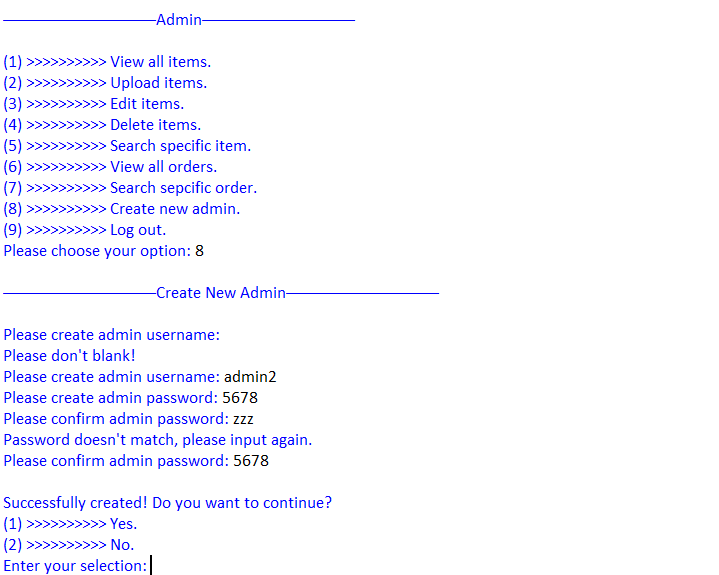 ————————Admin————————
(1) >>>>>>>>>> View all items.
(2) >>>>>>>>>> Upload items.
(3) >>>>>>>>>> Edit items.
(4) >>>>>>>>>> Delete items.
(5) >>>>>>>>>> Search specific item.
(6) >>>>>>>>>> View all orders.
(7) >>>>>>>>>> Search sepcific order.
(8) >>>>>>>>>> Create new admin.
(9) >>>>>>>>>> Log out.
Please choose your option: 8
————————Create New Admin————————
Please create admin username:
Please don't blank!
Please create admin username: admin2
Please create admin password: 5678
Please confirm admin password: zzz
Password doesn't match, please input again.
Please confirm admin password: 5678
Successfully created! Do you want to continue?
(1) >>>>>>>>>> Yes.
(2) >>>>>>>>>> No.
Enter your selection: